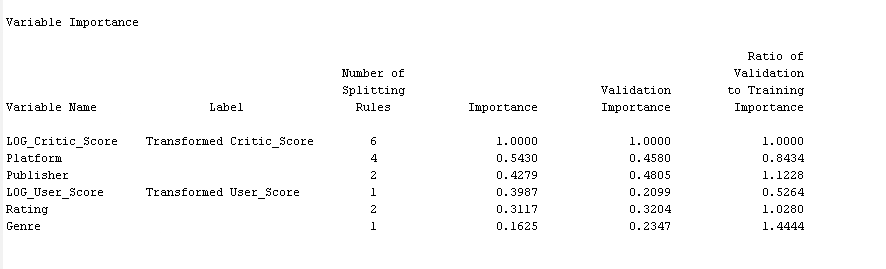 Variable Importance
Ratio of
Number of Validation
Splitting Validation to Training
Variable Name Label Rules Importance Importance Importance
LOG_Critic_Score Transformed Critic_Score 6 1.0000 1.0000 1.0000
Platform 4 0.5430 0.4580 0.8434
Publisher 2 0.4279 0.4805 1.1228
LOG_User_Score Transformed User_Score 1 0.3987 0.2099 0.5264
Rating 2 0.3117 0.3204 1.0280
Genre 1 0.1625 0.2347 1.4444